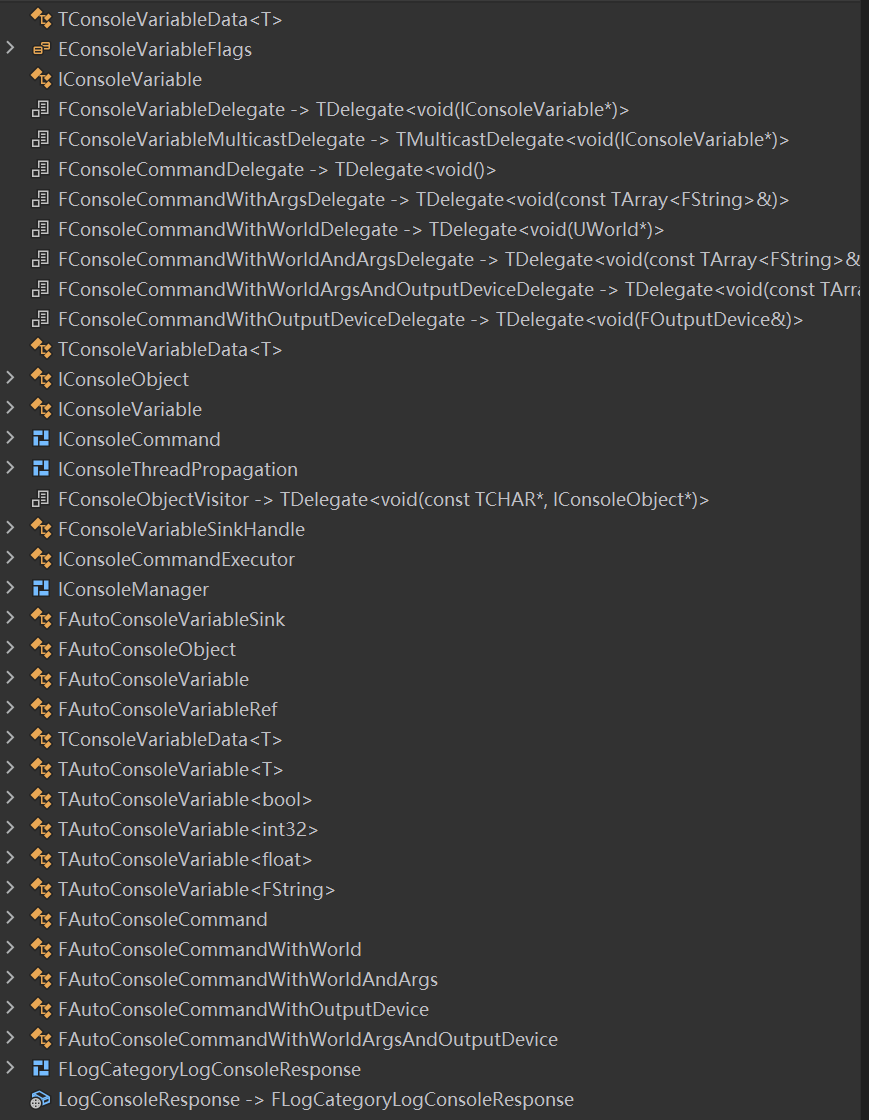 TConsoleVariableData<T>
EConsoleVariableFlags
IConsoleVariable
FConsoleVariableDelegate -> TDelegate<void(IConsoleVariable*)>
FConsoleVariableMulticastDelegate -> TMulticastDelegate<void(IConsoleVariable*)>
FConsoleCommandDelegate -> TDelegate<void()>
FConsoleCommandWithArgsDelegate -> TDelegate<void(const TArray<FString>&)>
FConsoleCommandWithWorldDelegate -> TDelegate<void(UWorld*)>
FConsoleCommandWithWorldAndArgsDelegate -> TDelegate<void(const TArray<FString>&
FConsoleCommandWithWorldArgsAndOutputDeviceDelegate -> TDelegate<void(const TArra
FConsoleCommandWithOutputDeviceDelegate -> TDelegate<void(FOutputDevice&)>
TConsoleVariableData<T>
IConsoleObject
IConsoleVariable
IConsoleCommand
IConsoleThreadPropagation
FConsoleObjectVisitor -> TDelegate<void(const TCHAR*, IConsoleObject*)>
FConsoleVariableSinkHandle
IConsoleCommandExecutor
IConsoleManager
FAutoConsoleVariableSink
FAutoConsoleObject
FAutoConsoleVariable
FAutoConsoleVariableRef
TConsoleVariableData<T>
TAutoConsoleVariable<T>
TAutoConsoleVariable<bool>
TAutoConsoleVariable<int32>
TAutoConsoleVariable<float>
TAutoConsoleVariable<FString>
FAutoConsoleCommand
FAutoConsoleCommandWithWorld
FAutoConsoleCommandWithWorldAndArgs
FAutoConsoleCommandWithOutputDevice
FAutoConsoleCommandWithWorldArgsAndOutputDevice
FLogCategoryLogConsoleResponse
LogConsoleResponse -> FLogCategoryLogConsoleResponse